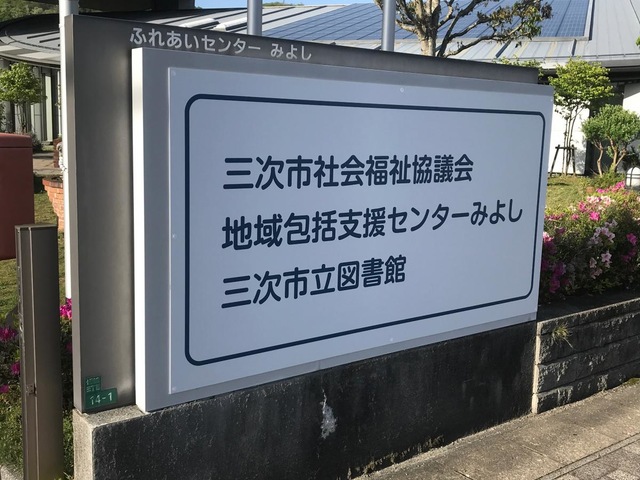 ふれあいセンター みよし
三次市社会福祉協議会
地域包括支援センターみよし
三次市立図書館
14-1